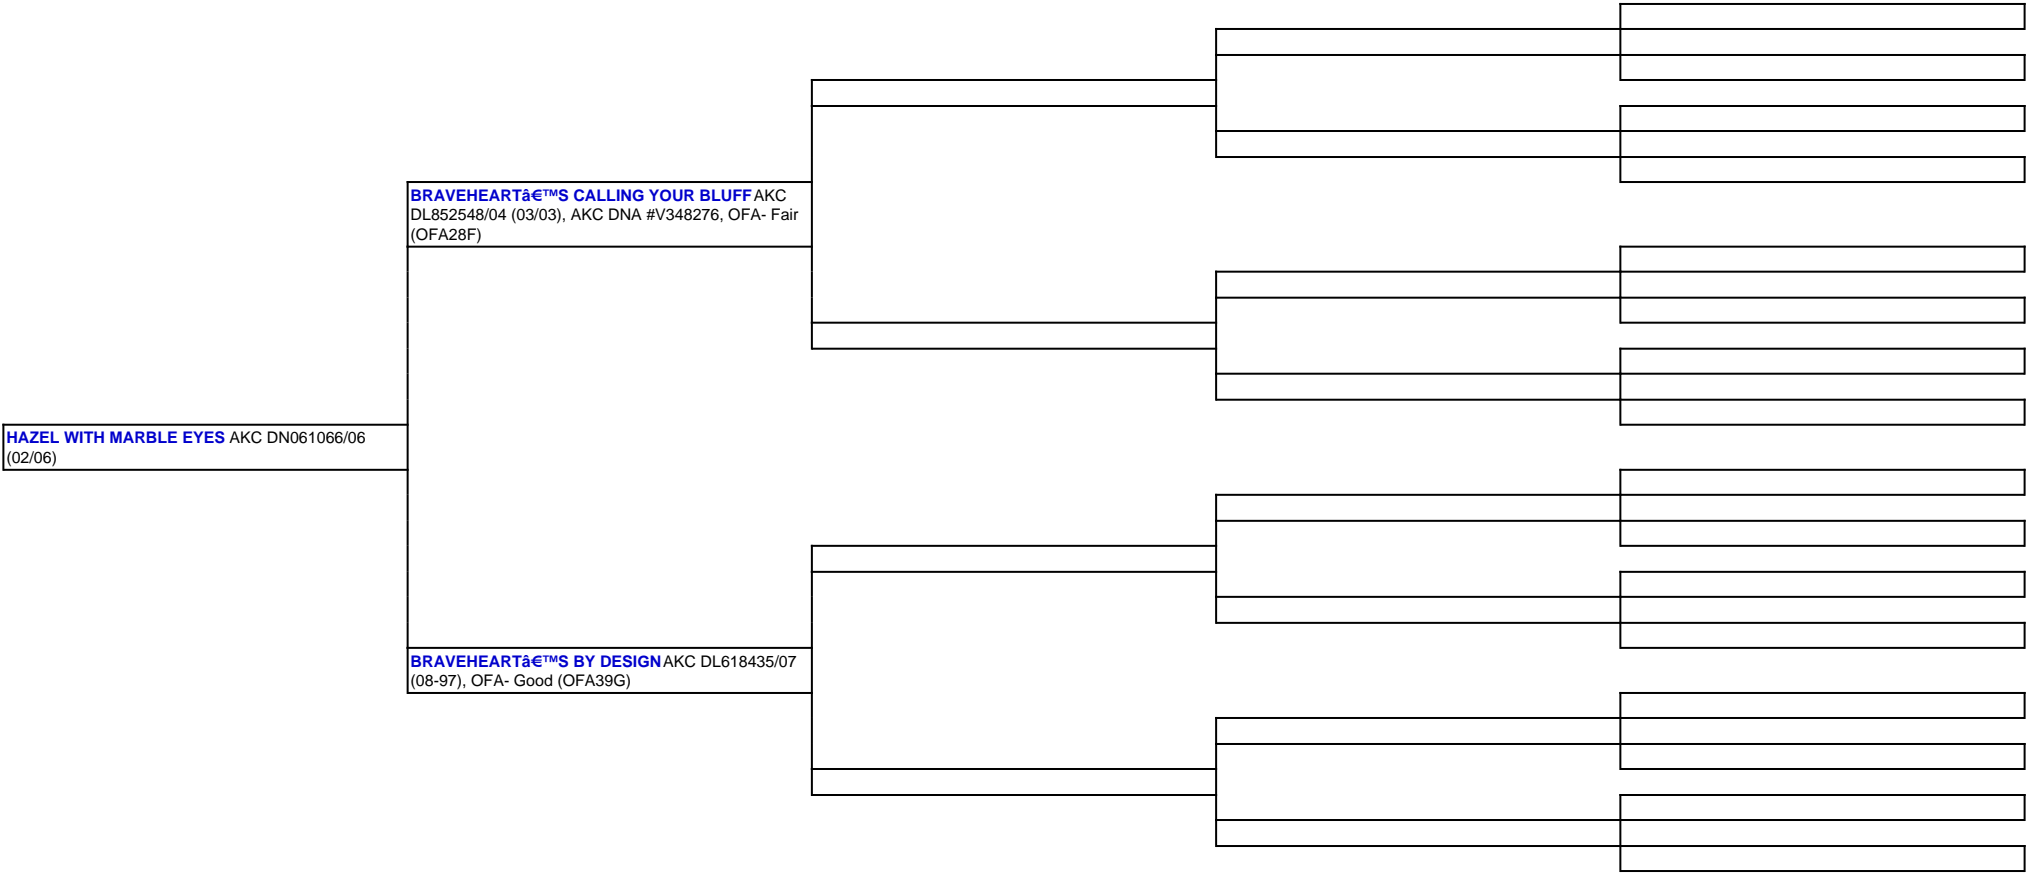 BRAVEHEARTâ€™S CALLING YOUR BLUFF AKC
DL852548/04 (03/03), AKC DNA #V348276, OFA- Fair
(OFA28F)
HAZEL WITH MARBLE EYES AKC DN061066/06
(02/06)
BRAVEHEARTâ€™S BY DESIGN AKC DL618435/07
(08-97), OFA- Good (OFA39G)